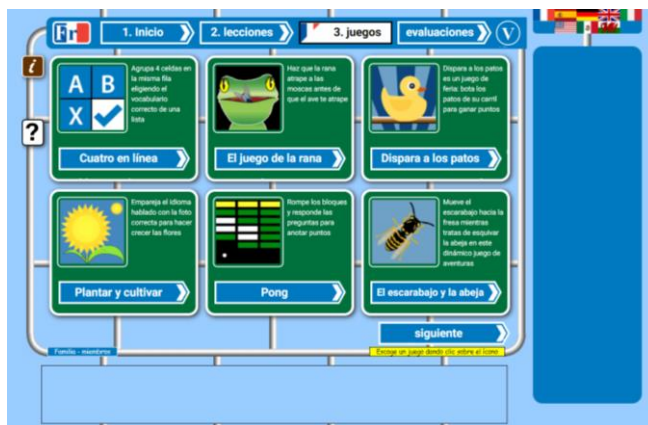 Fr
1. Inicio
2. lecciones
3. juegos
evaluaciones
V
i
?
A B
X
Agrupa 4 celdas en
la misma fila
eligiendo el
vocabulario
correcto de una
lista
Cuatro en línea
Haz que la rana
atrape a las
moscas antes de
que el ave te atrape
El juego de la rana
Dispara a los patos
es un juego de
feria: bota los
patos de su carril
para ganar puntos
Dispara a los patos
Empareja el idioma
hablado con la foto
correcta para hacer
crecer las flores
Plantar y cultivar
Rompe los bloques
y responde las
preguntas para
anotar puntos
Pong
Mueve el
escarabajo hacia la
fresa mientras
tratas de esquivar
la abeja en este
dinámico juego de
aventuras
El escarabajo y la abeja
siguiente
Familia - miembros
Escoge un juego dando clic sobre el ícono